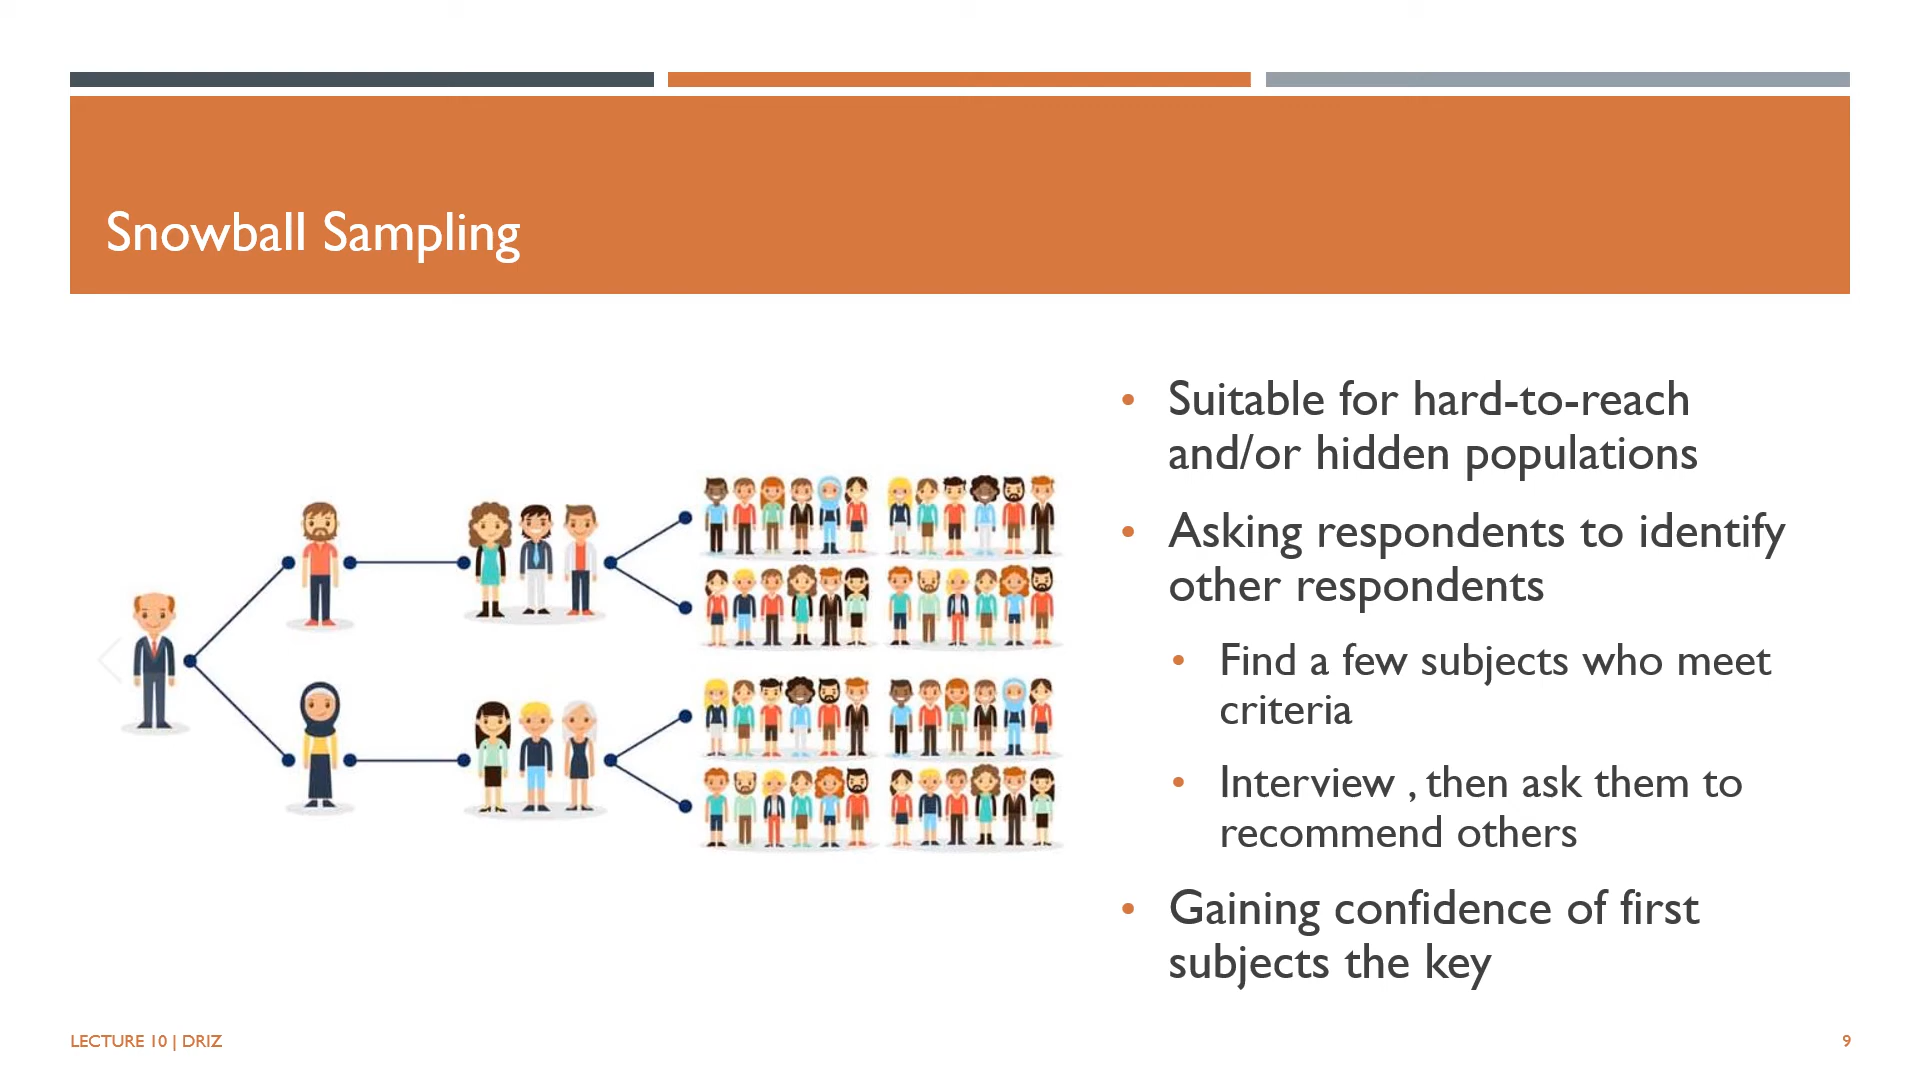 Snowball Sampling
• Suitable for hard-to-reach
and/or hidden populations
• Asking respondents to identify
other respondents
• Find a few subjects who meet
criteria
• Interview , then ask them to
recommend others
• Gaining confidence of first
subjects the key
LECTURE 10 | DRIZ
9